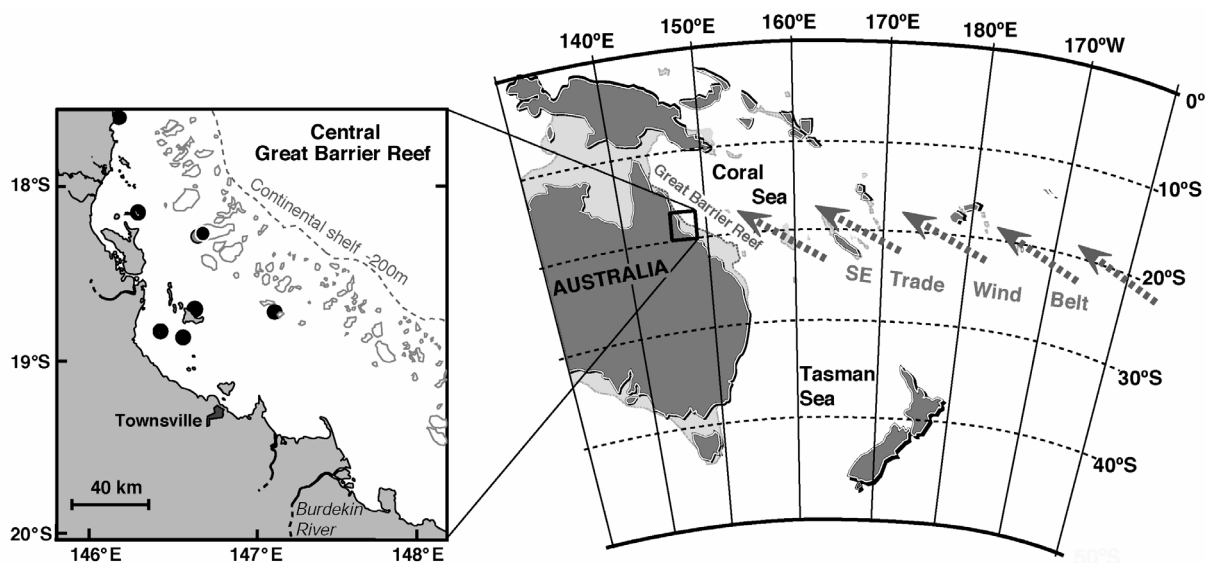 Central
Great Barrier Reef
Continental shelf
200m
18°S
19°S
20°S
Townsville
40 km
Burdekin
River
146°E
147°E
148°E
140°E
150°E
160°E
170°E
180°E
170°W
0°
10°S
20°S
30°S
40°S
50°S
Coral
Sea
Great Barrier Reef
AUSTRALIA
SE Trade Wind Belt
Tasman
Sea